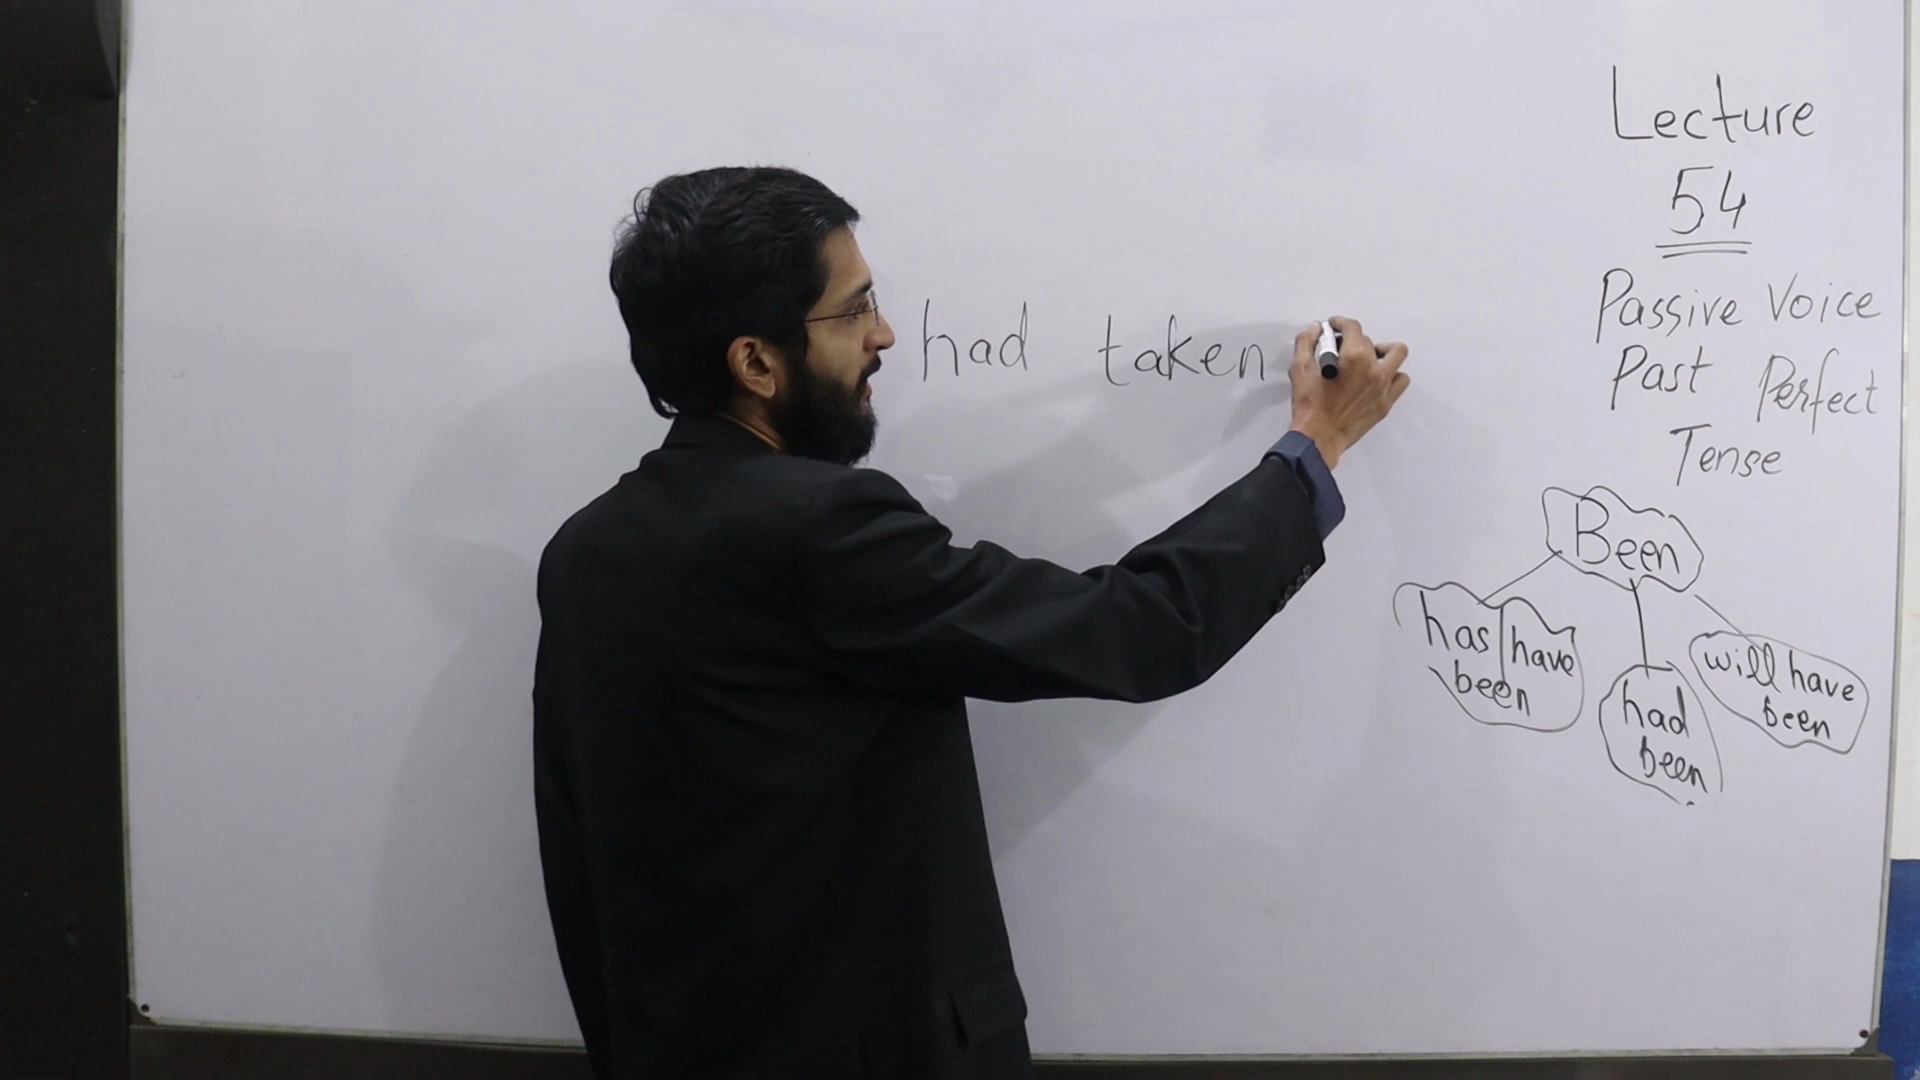 Lecture
54
Passive Voice
Past Perfect
Tense
had taken
Been
has have
been
had
been
will have
been